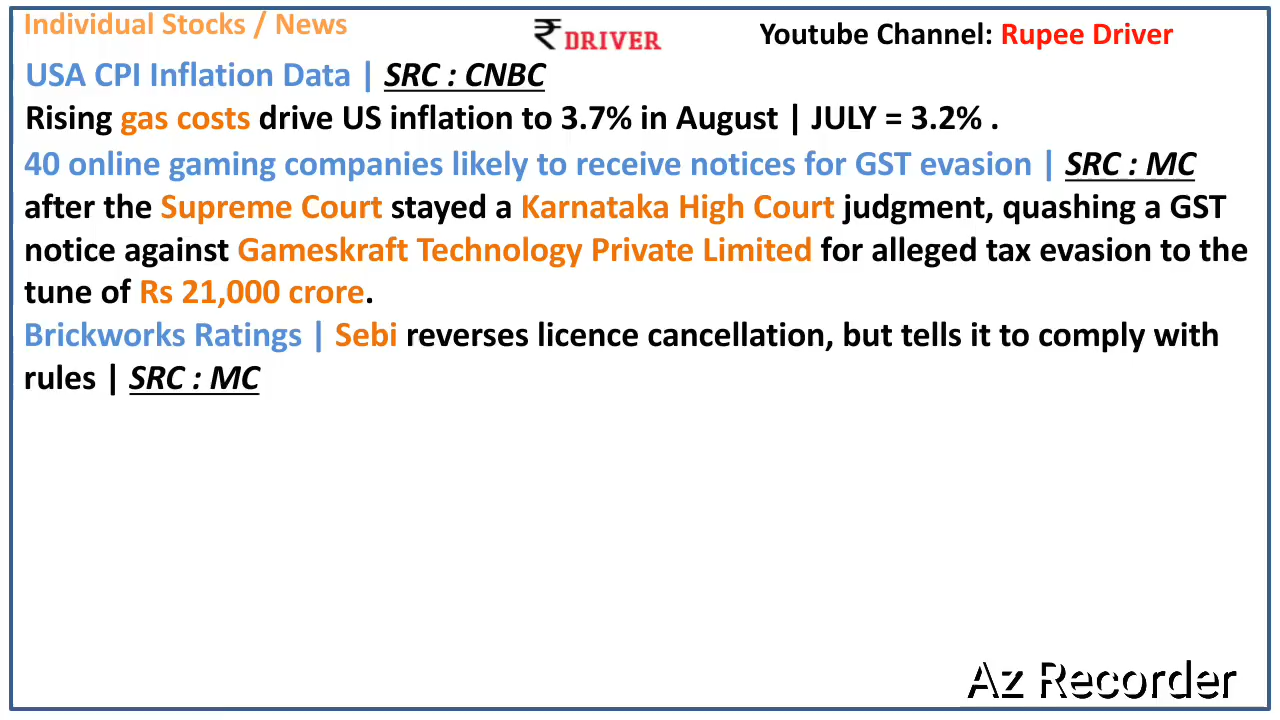 Individual Stocks / News
₹ DRIVER
Youtube Channel: Rupee Driver
USA CPI Inflation Data | SRC : CNBC
Rising gas costs drive US inflation to 3.7% in August | JULY = 3.2% .
40 online gaming companies likely to receive notices for GST evasion | SRC : MC
after the Supreme Court stayed a Karnataka High Court judgment, quashing a GST
notice against Gameskraft Technology Private Limited for alleged tax evasion to the
tune of Rs 21,000 crore.
Brickworks Ratings | Sebi reverses licence cancellation, but tells it to comply with
rules | SRC : MC
Az Recorder